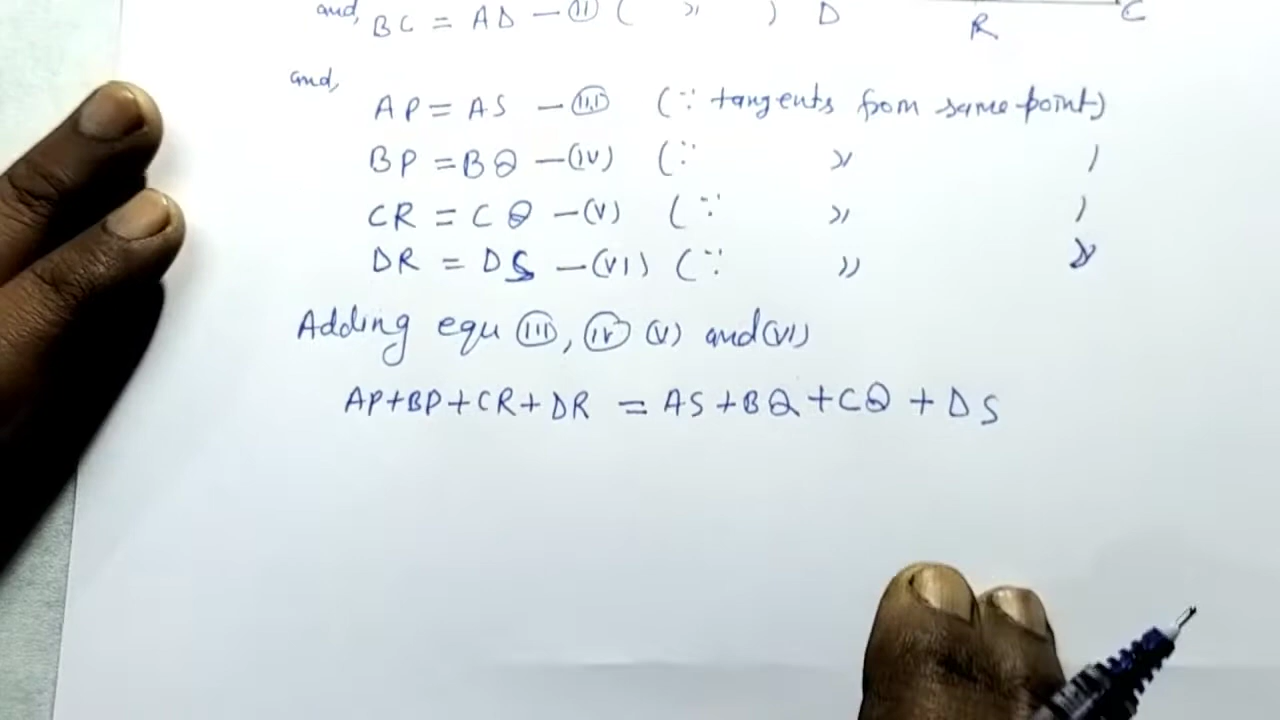 and, BC = AD — (II) ( 〃 ) D R C
and,
AP = AS — (III) (∵ tangents from same point)
BP = BQ — (IV) (∵ 〃 )
CR = CQ — (V) (∵ 〃 )
DR = DS — (VI) (∵ 〃 )
Adding equ (III), (IV) (V) and (VI)
AP+BP+CR+DR = AS+BQ+CQ+DS